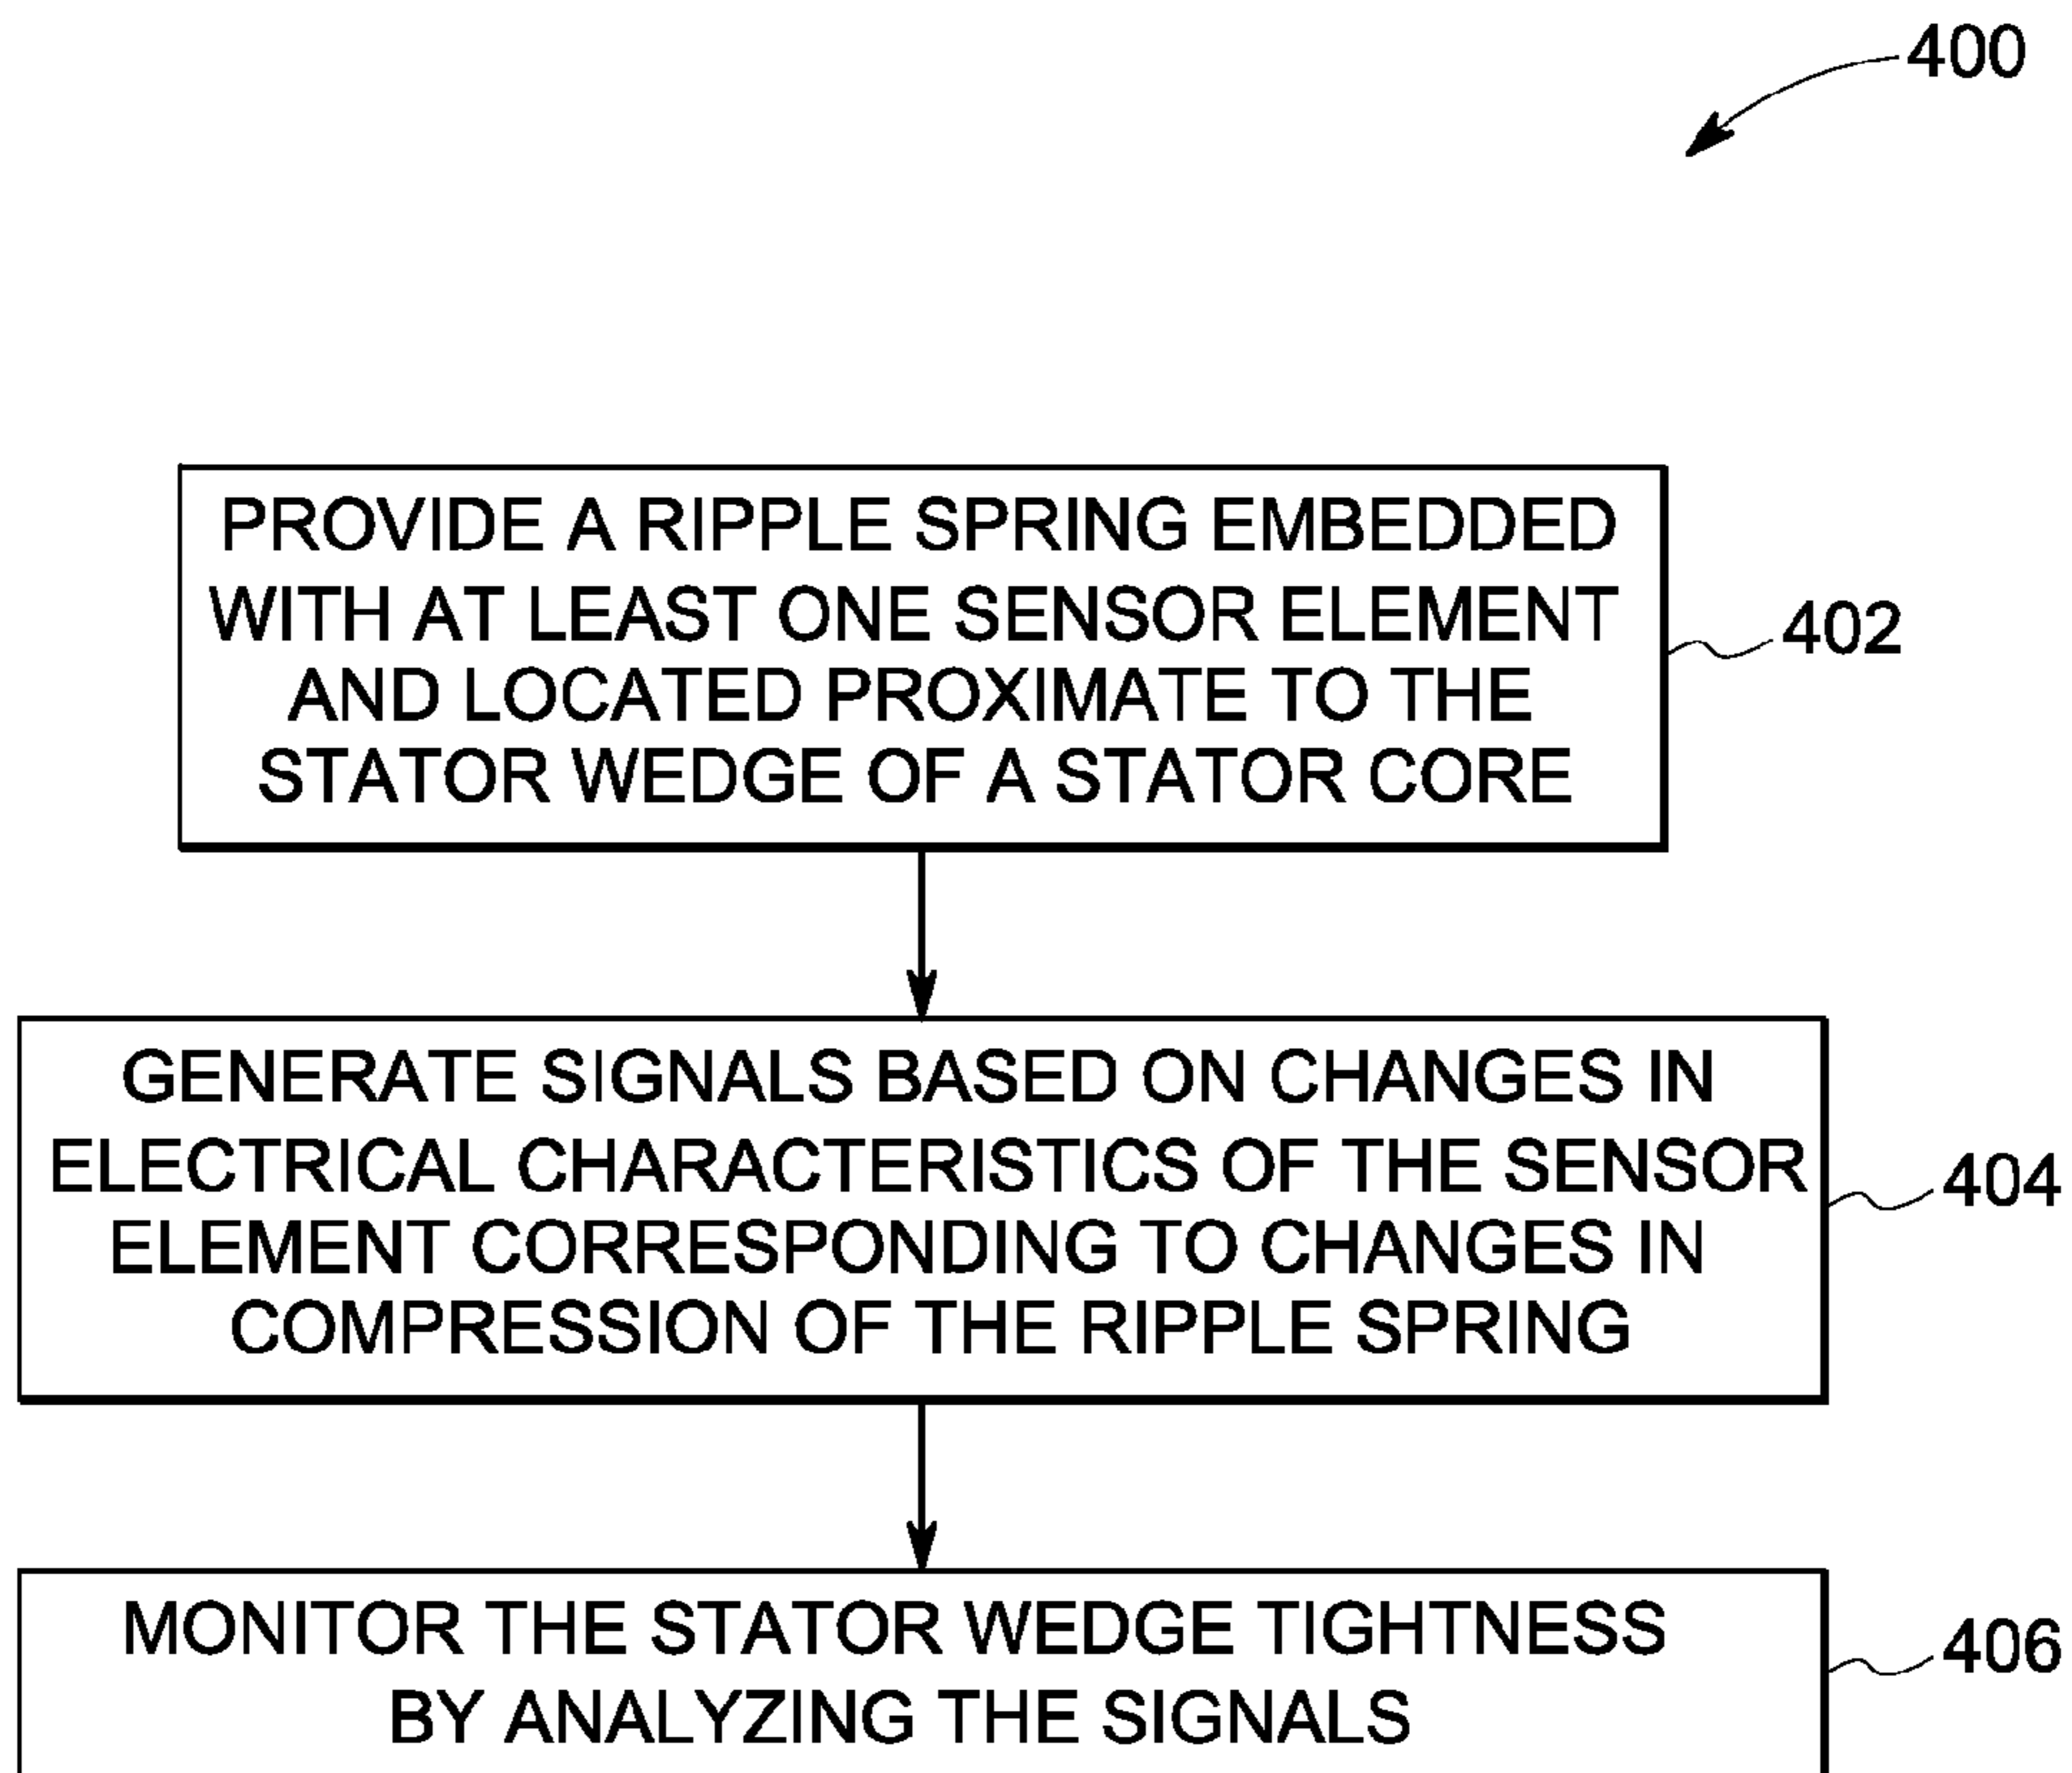 400
PROVIDE A RIPPLE SPRING EMBEDDED
WITH AT LEAST ONE SENSOR ELEMENT
AND LOCATED PROXIMATE TO THE
STATOR WEDGE OF A STATOR CORE
402
GENERATE SIGNALS BASED ON CHANGES IN
ELECTRICAL CHARACTERISTICS OF THE SENSOR
ELEMENT CORRESPONDING TO CHANGES IN
COMPRESSION OF THE RIPPLE SPRING
404
MONITOR THE STATOR WEDGE TIGHTNESS
BY ANALYZING THE SIGNALS
406